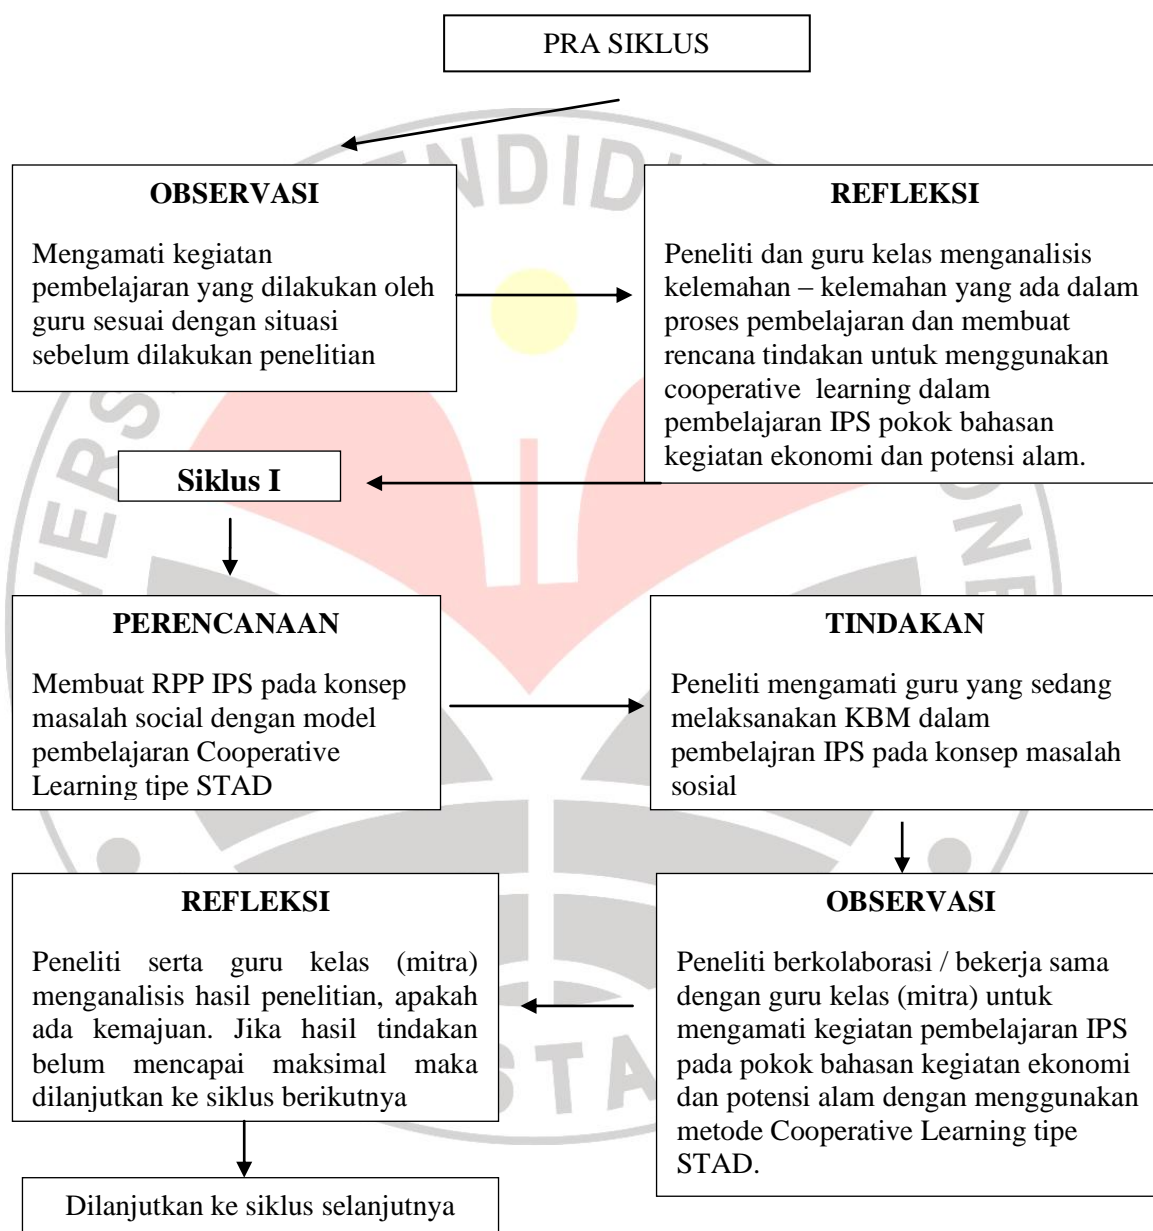 PRA SIKLUS
OBSERVASI
Mengamati kegiatan
pembelajaran yang dilakukan oleh
guru sesuai dengan situasi
sebelum dilakukan penelitian
REFLEKSI
Peneliti dan guru kelas menganalisis
kelemahan – kelemahan yang ada dalam
proses pembelajaran dan membuat
rencana tindakan untuk menggunakan
cooperative  learning dalam
pembelajaran IPS pokok bahasan
kegiatan ekonomi dan potensi alam.
Siklus I
PERENCANAAN
Membuat RPP IPS pada konsep
masalah social dengan model
pembelajaran Cooperative
Learning tipe STAD
TINDAKAN
Peneliti mengamati guru yang sedang
melaksanakan KBM dalam
pembelajran IPS pada konsep masalah
sosial
OBSERVASI
Peneliti berkolaborasi / bekerja sama
dengan guru kelas (mitra) untuk
mengamati kegiatan pembelajaran IPS
pada pokok bahasan kegiatan ekonomi
dan potensi alam dengan menggunakan
metode Cooperative Learning tipe
STAD.
REFLEKSI
Peneliti serta guru kelas (mitra)
menganalisis hasil penelitian, apakah
ada kemajuan. Jika hasil tindakan
belum mencapai maksimal maka
dilanjutkan ke siklus berikutnya
Dilanjutkan ke siklus selanjutnya